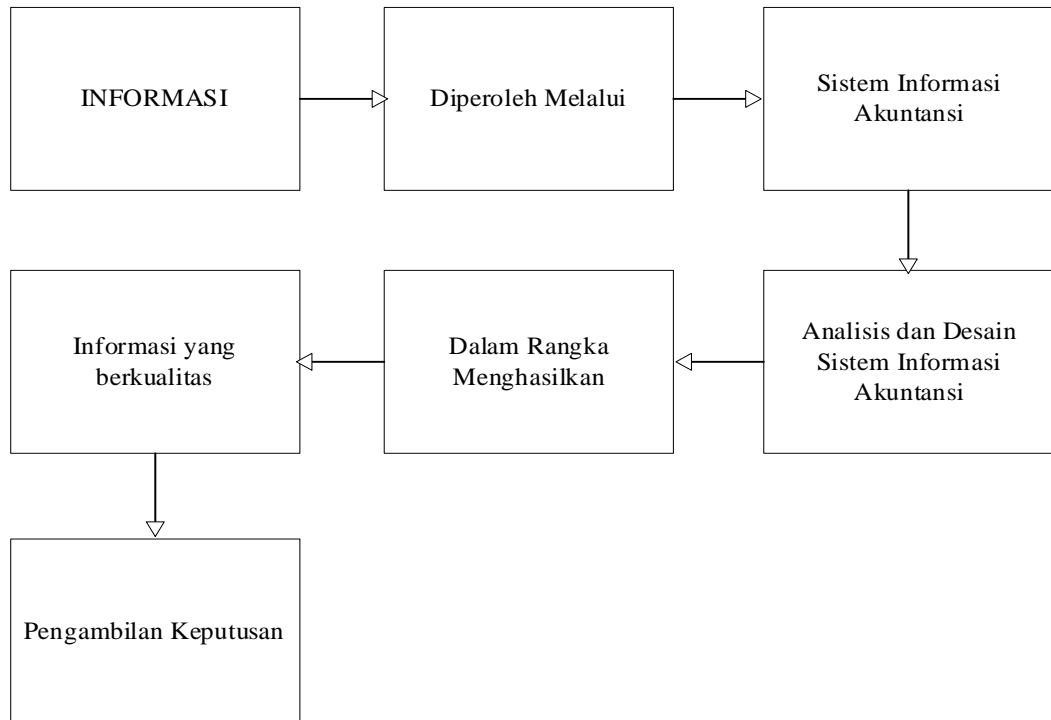 INFORMASI
Diperoleh Melalui
Sistem Informasi
Akuntansi
Analisis dan Desain
Sistem Informasi
Akuntansi
Dalam Rangka
Menghasilkan
Informasi yang
berkualitas
Pengambilan Keputusan